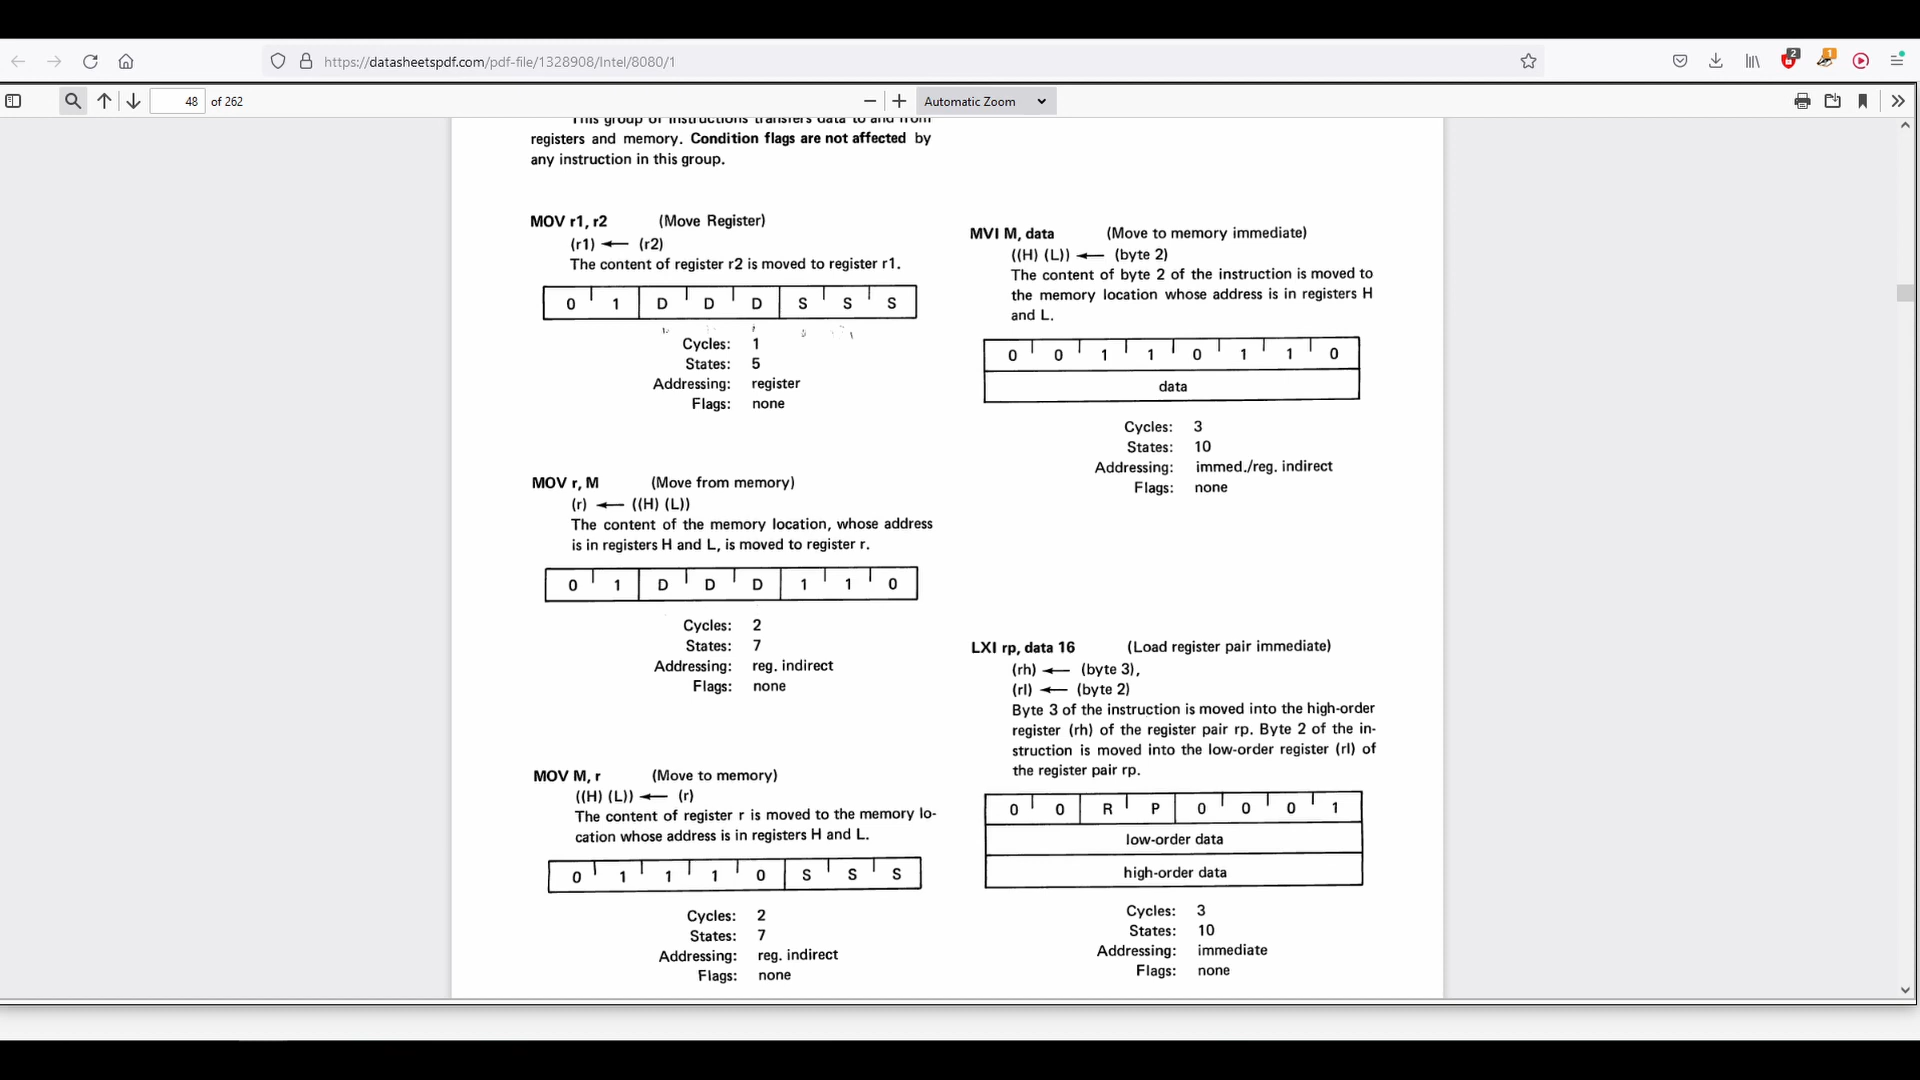 https://datasheetspdf.com/pdf-file/1328908/Intel/8080/1
2
1
48 of 262
Automatic Zoom
This group of instructions transfers data to and from
registers and memory. Condition flags are not affected by
any instruction in this group.
MOV r1, r2 (Move Register)
(r1) ← (r2)
The content of register r2 is moved to register r1.
0 1 D D D S S S
Cycles: 1
States: 5
Addressing: register
Flags: none
MOV r, M (Move from memory)
(r) ← ((H) (L))
The content of the memory location, whose address
is in registers H and L, is moved to register r.
0 1 D D D 1 1 0
Cycles: 2
States: 7
Addressing: reg. indirect
Flags: none
MOV M, r (Move to memory)
((H) (L)) ← (r)
The content of register r is moved to the memory lo-
cation whose address is in registers H and L.
0 1 1 1 0 S S S
Cycles: 2
States: 7
Addressing: reg. indirect
Flags: none
MVI M, data (Move to memory immediate)
((H) (L)) ← (byte 2)
The content of byte 2 of the instruction is moved to
the memory location whose address is in registers H
and L.
0 0 1 1 0 1 1 0
data
Cycles: 3
States: 10
Addressing: immed./reg. indirect
Flags: none
LXI rp, data 16 (Load register pair immediate)
(rh) ← (byte 3),
(rl) ← (byte 2)
Byte 3 of the instruction is moved into the high-order
register (rh) of the register pair rp. Byte 2 of the in-
struction is moved into the low-order register (rl) of
the register pair rp.
0 0 R P 0 0 0 1
low-order data
high-order data
Cycles: 3
States: 10
Addressing: immediate
Flags: none